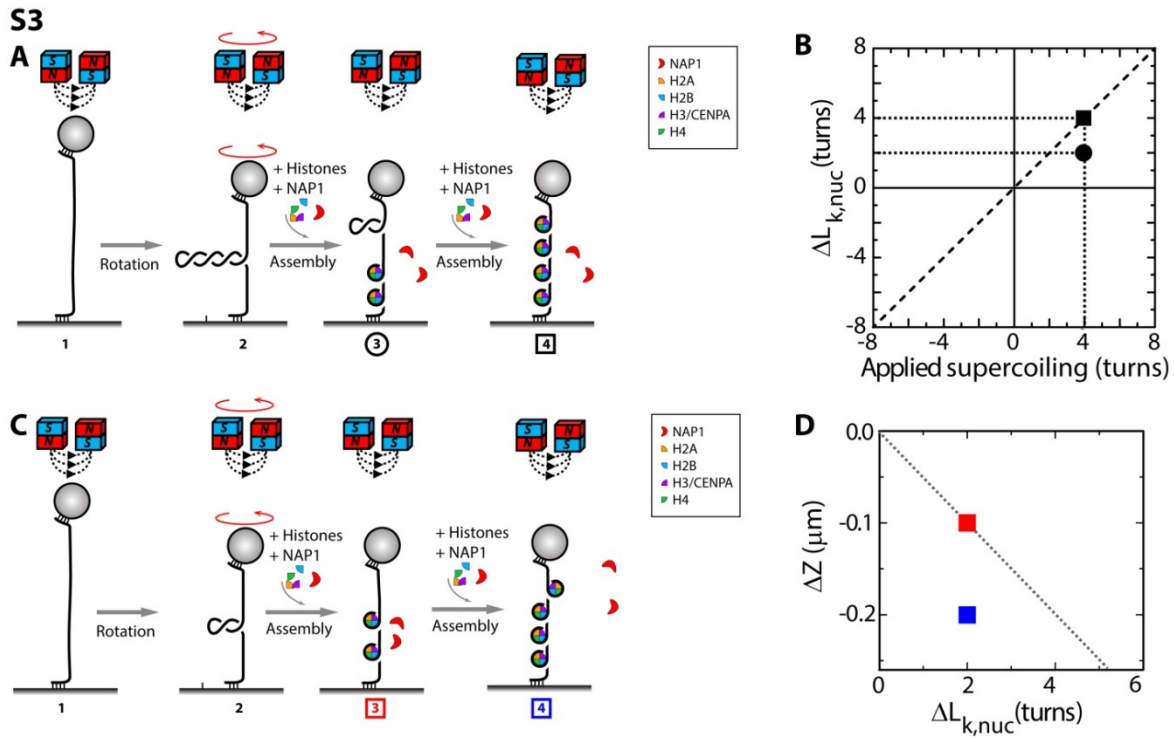 S3
A
S N
N S
S N
N S
S N
N S
S N
N S
NAP1
H2A
H2B
H3/CENPA
H4
+ Histones
+ NAP1
+ Histones
+ NAP1
Rotation
Assembly
Assembly
1
2
3
4
B
ΔLk,nuc(turns)
8
4
0
-4
-8
-8 -4 0 4 8
Applied supercoiling (turns)
C
S N
N S
S N
N S
S N
N S
S N
N S
NAP1
H2A
H2B
H3/CENPA
H4
+ Histones
+ NAP1
+ Histones
+ NAP1
Rotation
Assembly
Assembly
1
2
3
4
D
ΔZ (μm)
0.0
-0.1
-0.2
0 2 4 6
ΔLk,nuc(turns)